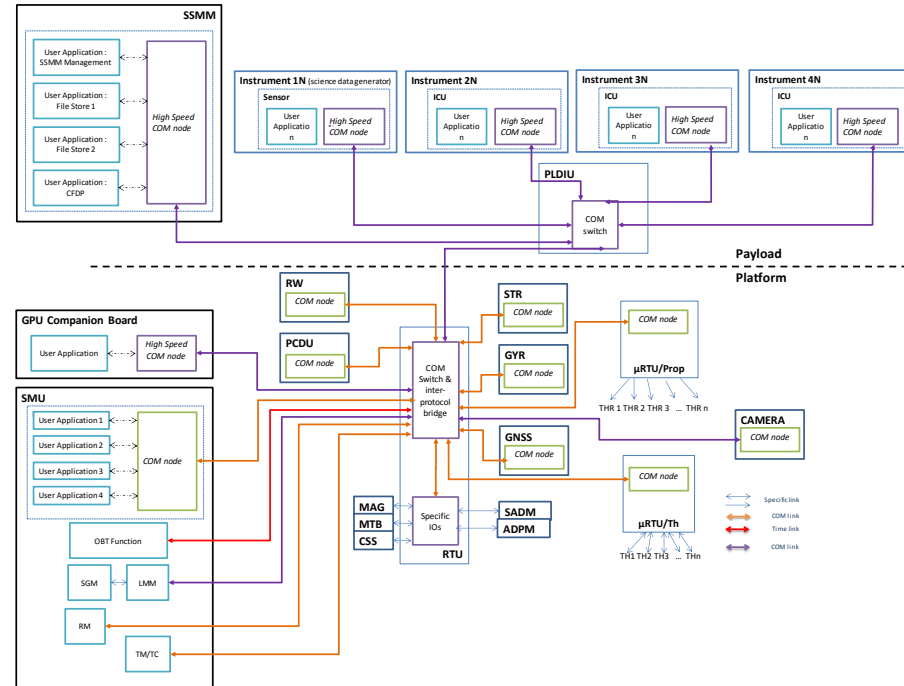 SSMM
User Application :
SSMM Management
User Application :
File Store 1
User Application :
File Store 2
User Application :
CFDP
High Speed
COM node
Instrument 1N (science data generator)
Sensor
User
Applicatio
n
High Speed
COM node
Instrument 2N
ICU
User
Applicatio
n
High Speed
COM node
Instrument 3N
ICU
User
Applicatio
n
High Speed
COM node
Instrument 4N
ICU
User
Applicatio
n
High Speed
COM node
PLDIU
COM
switch
Payload
Platform
RW
COM node
PCDU
COM node
STR
COM node
GYR
COM node
GNSS
COM node
COM
Switch &
inter-
protocol
bridge
Specific
IOs
RTU
MAG
MTB
CSS
SADM
ADPM
COM node
µRTU/Prop
THR 1 THR 2 THR 3 ... THR n
CAMERA
COM node
COM node
µRTU/Th
TH1 TH2 TH3 ... THn
Specific link
COM link
Time link
COM link
GPU Companion Board
User Application
High Speed
COM node
SMU
User Application 1
User Application 2
User Application 3
User Application 4
COM node
OBT Function
SGM
LMM
RM
TM/TC